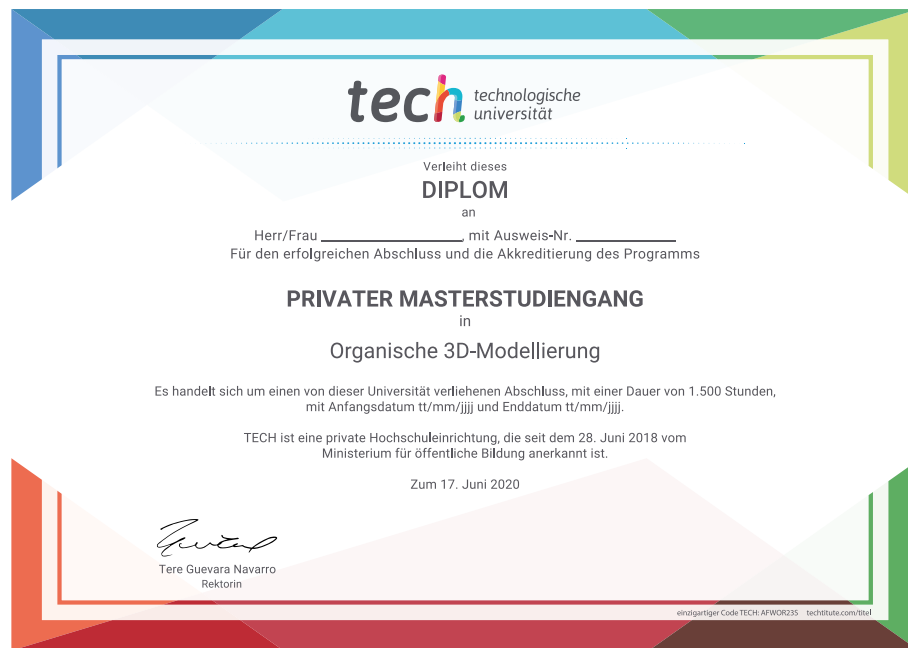 tech technologische
universität
Verleiht dieses
DIPLOM
an
Herr/Frau ____________________, mit Ausweis-Nr. ______________
Für den erfolgreichen Abschluss und die Akkreditierung des Programms
PRIVATER MASTERSTUDIENGANG
in
Organische 3D-Modellierung
Es handelt sich um einen von dieser Universität verliehenen Abschluss, mit einer Dauer von 1.500 Stunden,
mit Anfangsdatum tt/mm/jjjj und Enddatum tt/mm/jjjj.
TECH ist eine private Hochschuleinrichtung, die seit dem 28. Juni 2018 vom
Ministerium für öffentliche Bildung anerkannt ist.
Zum 17. Juni 2020
Tere Guevara Navarro
Rektorin
einzigartiger Code TECH: AFWOR23S techtitute.com/titel